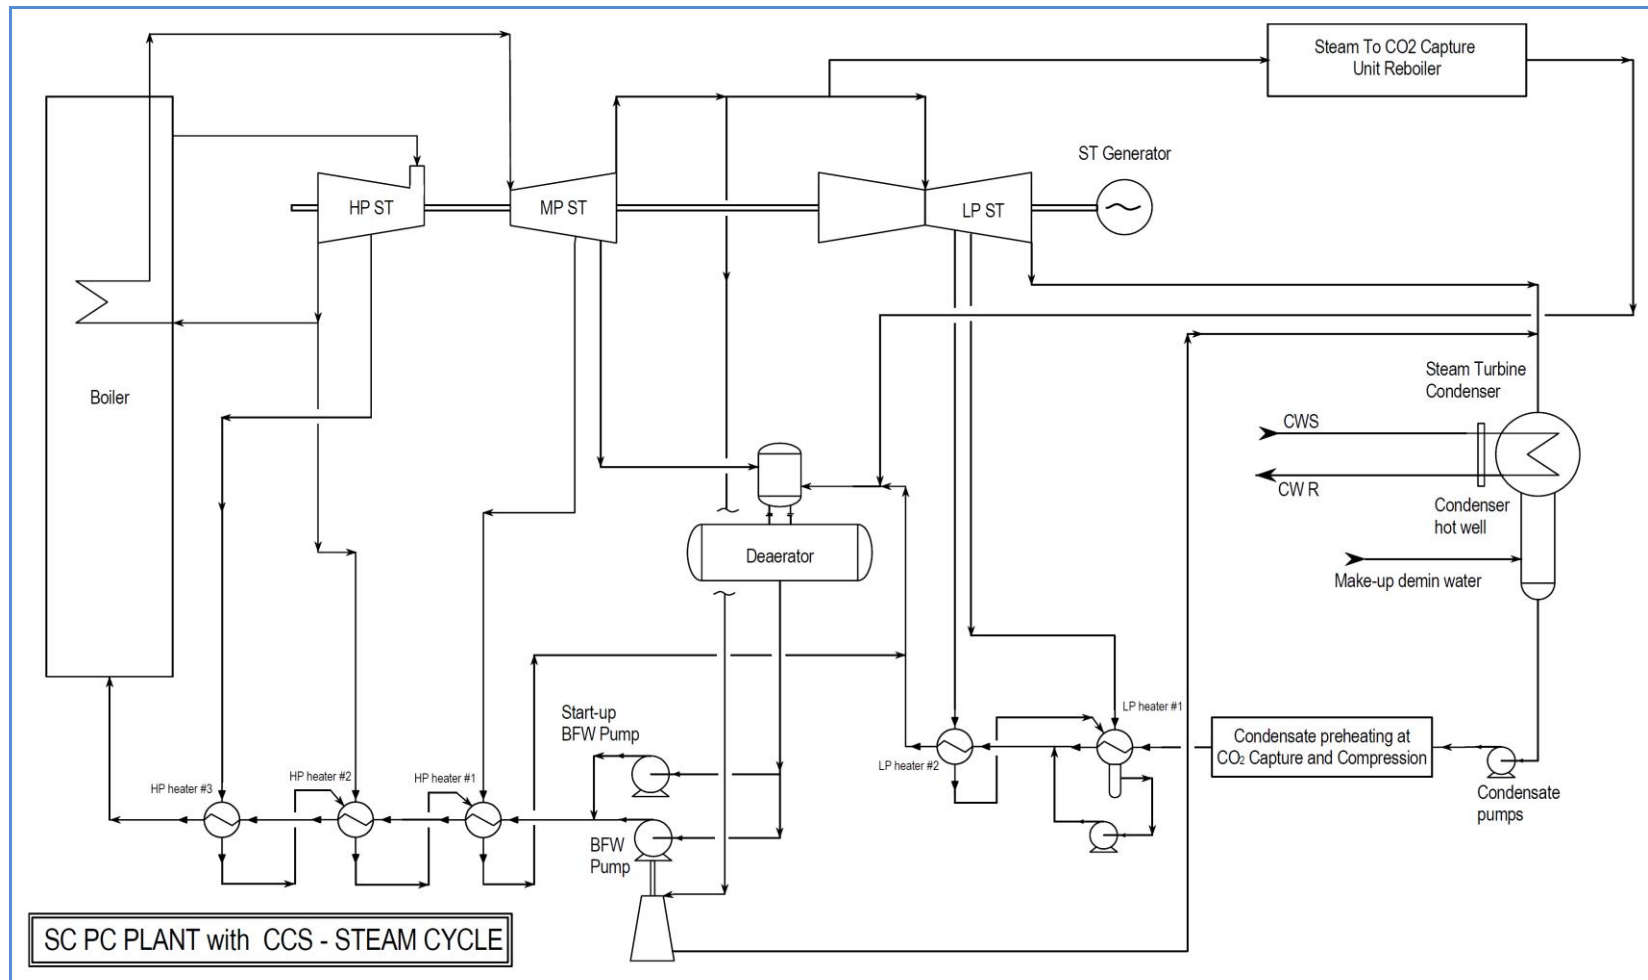 Steam To CO2 Capture
Unit Reboiler
ST Generator
HP ST
MP ST
LP ST
Boiler
Steam Turbine
Condenser
CWS
CW R
Condenser
hot well
Make-up demin water
Deaerator
Start-up
BFW Pump
LP heater #1
LP heater #2
Condensate preheating at
CO2 Capture and Compression
Condensate
pumps
HP heater #3
HP heater #2
HP heater #1
BFW
Pump
SC PC PLANT with CCS - STEAM CYCLE